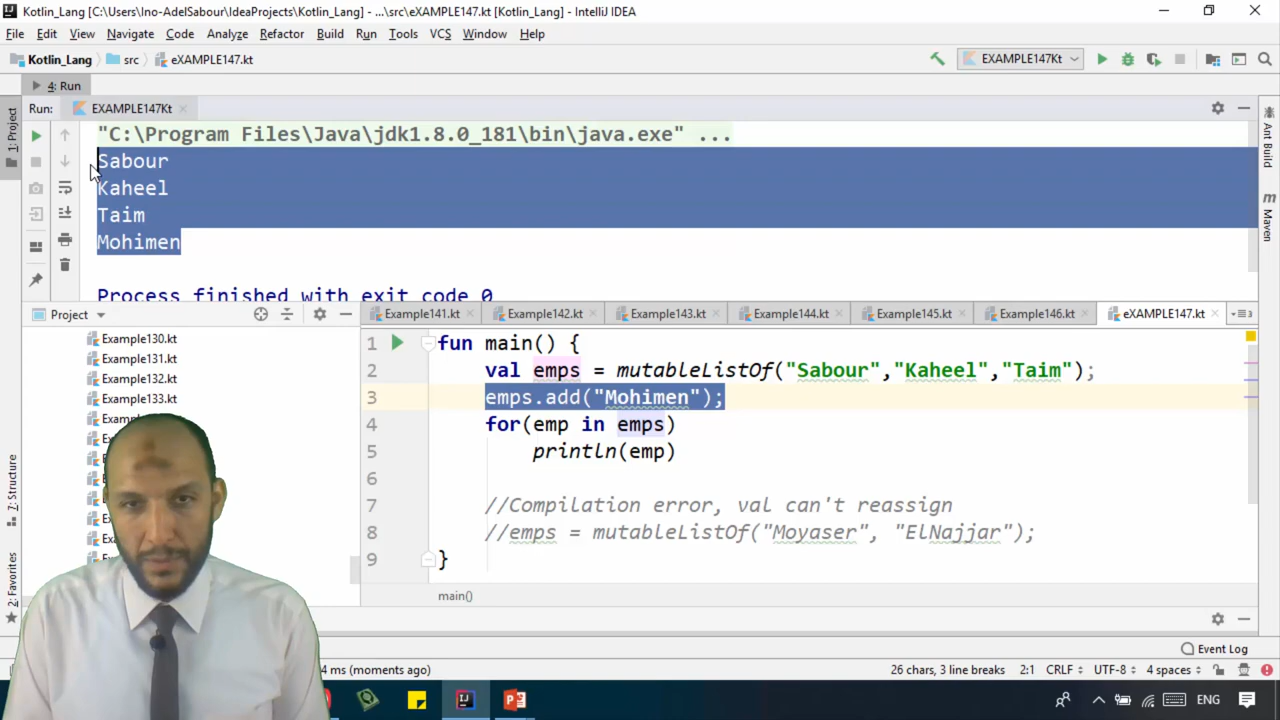 Kotlin_Lang [C:\Users\Ino-AdelSabour\IdeaProjects\Kotlin_Lang] - ...\src\eXAMPLE147.kt [Kotlin_Lang] - IntelliJ IDEA
File Edit View Navigate Code Analyze Refactor Build Run Tools VCS Window Help
Kotlin_Lang src eXAMPLE147.kt EXAMPLE147Kt
4: Run
Run: EXAMPLE147Kt
"C:\Program Files\Java\jdk1.8.0_181\bin\java.exe" ...
Sabour
Kaheel
Taim
Mohimen
Process finished with exit code 0
1: Project
Ant Build
Maven
Project
Example141.kt Example142.kt Example143.kt Example144.kt Example145.kt Example146.kt eXAMPLE147.kt
Example130.kt
Example131.kt
Example132.kt
Example133.kt
1 fun main() {
2 val emps = mutableListOf("Sabour","Kaheel","Taim");
3 emps.add("Mohimen");
4 for(emp in emps)
5 println(emp)
6
7 //Compilation error, val can't reassign
8 //emps = mutableListOf("Moyaser", "ElNajjar");
9 }
main()
7: Structure
2: Favorites
Event Log
4 ms (moments ago) 26 chars, 3 line breaks 2:1 CRLF UTF-8 4 spaces
ENG